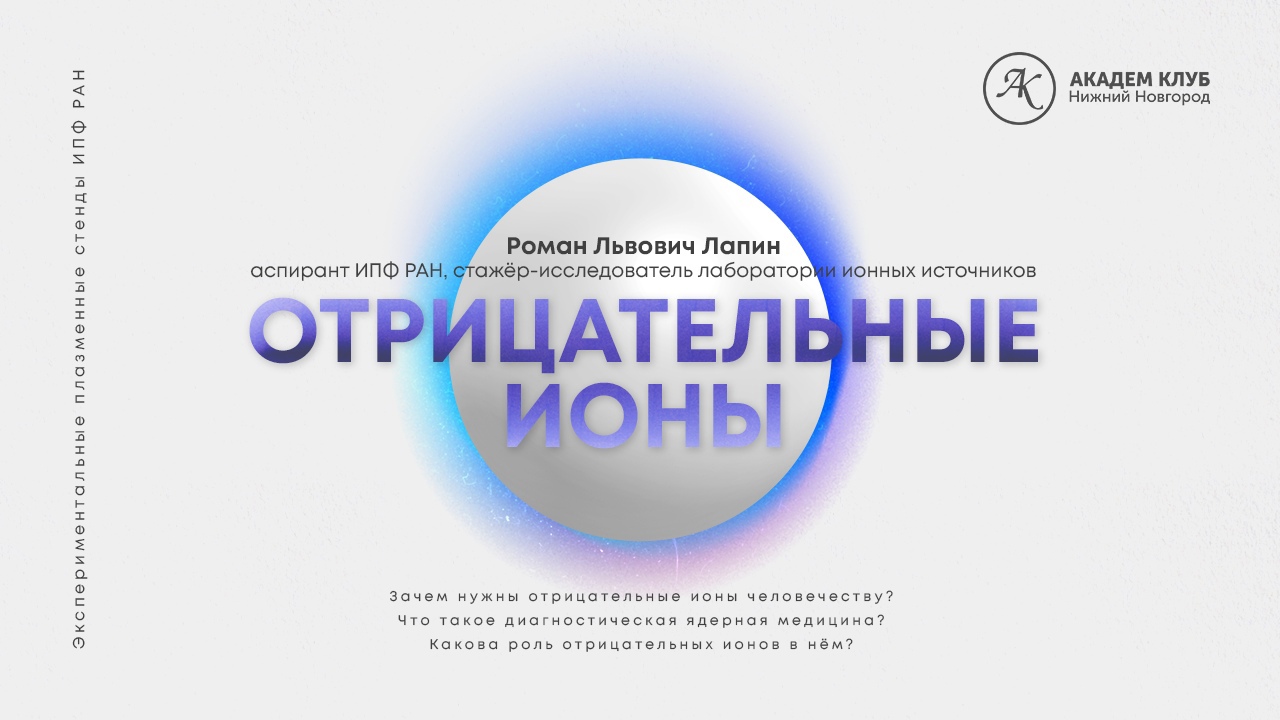 Экспериментальные плазменные стенды ИПФ РАН
АКАДЕМ КЛУБ
Нижний Новгород
Роман Львович Лапин
аспирант ИПФ РАН, стажёр-исследователь лаборатории ионных источников
ОТРИЦАТЕЛЬНЫЕ
ИОНЫ
Зачем нужны отрицательные ионы человечеству?
Что такое диагностическая ядерная медицина?
Какова роль отрицательных ионов в нём?